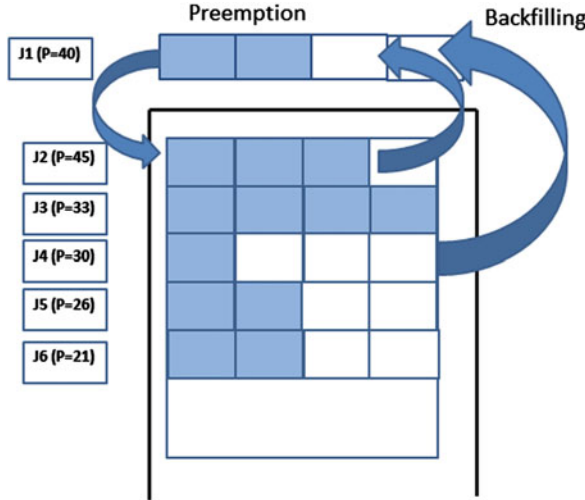 Preemption
Backfilling
J1 (P=40)
J2 (P=45)
J3 (P=33)
J4 (P=30)
J5 (P=26)
J6 (P=21)